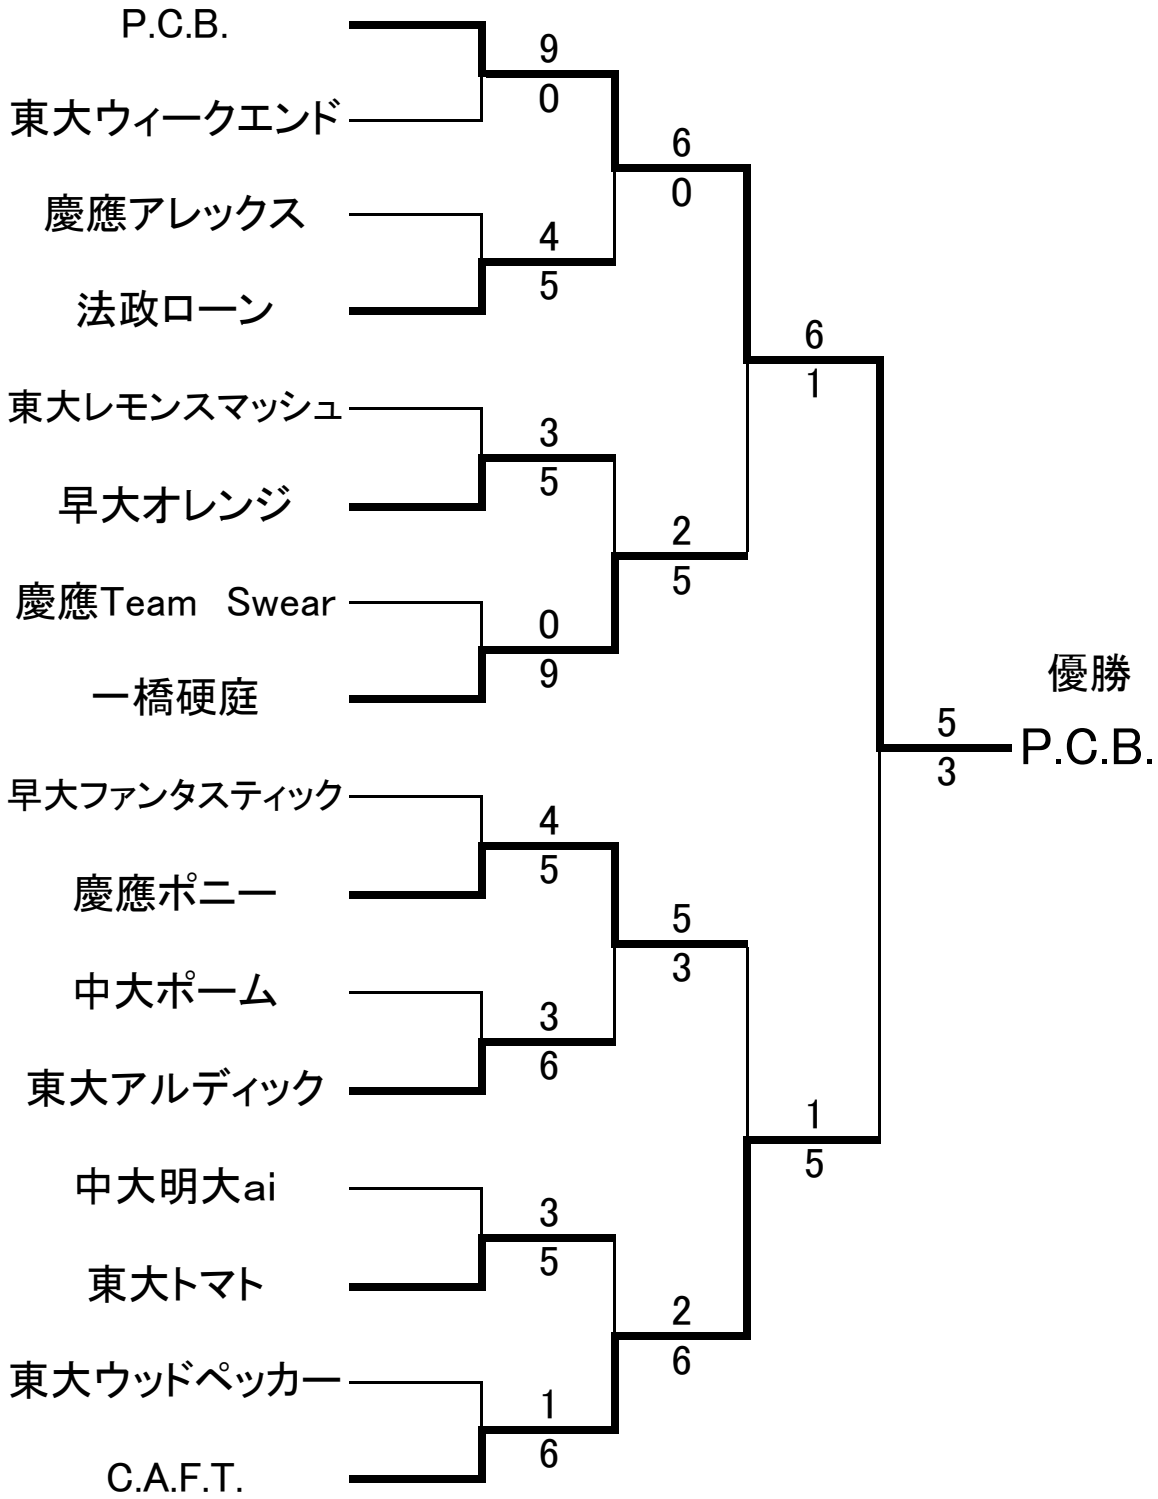 P.C.B.
9
0
東大ウィークエンド
6
0
慶應アレックス
4
5
法政ローン
6
1
東大レモンスマッシュ
3
5
早大オレンジ
2
5
慶應Team　Swear
0
9
一橋硬庭
優勝
5
3
P.C.B.
早大ファンタスティック
4
5
慶應ポニー
5
3
中大ポーム
3
6
東大アルディック
1
5
中大明大ai
3
5
東大トマト
2
6
東大ウッドペッカー
1
6
C.A.F.T.